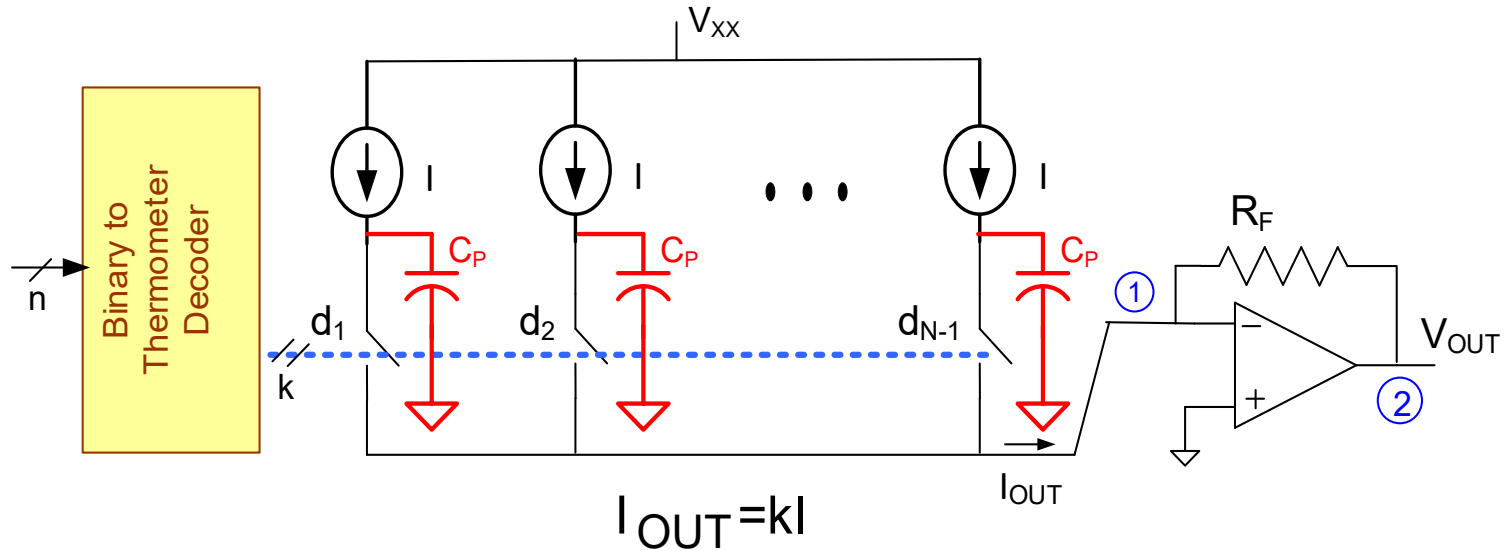 V_XX
Binary to
Thermometer
Decoder
n
k
I
I
I
C_P
C_P
C_P
d_1
d_2
d_N-1
R_F
1
−
+
V_OUT
2
I_OUT
I_OUT=kI